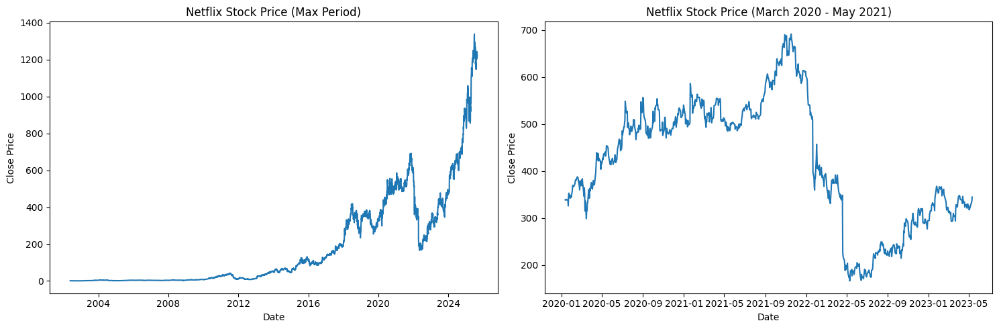 Netflix Stock Price (Max Period)
1400
1200
1000
800
600
400
200
0
Close Price
2004 2008 2012 2016 2020 2024
Date
Netflix Stock Price (March 2020 - May 2021)
700
600
500
400
300
200
Close Price
2020-01 2020-05 2020-09 2021-01 2021-05 2021-09 2022-01 2022-05 2022-09 2023-01 2023-05
Date